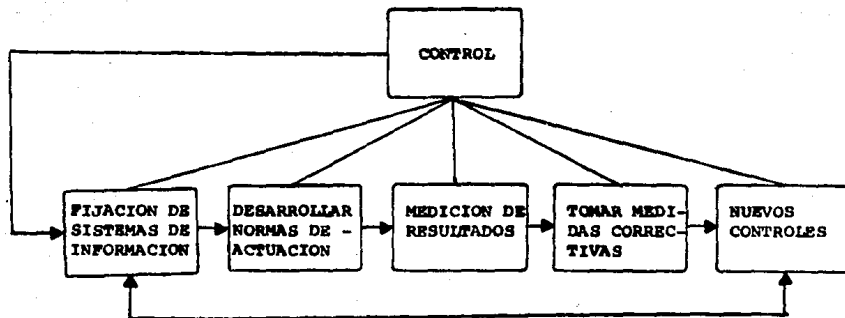 CONTROL
FIJACION DE
SISTEMAS DE
INFORMACION
DESARROLLAR
NORMAS DE -
ACTUACION
MEDICION DE
RESULTADOS
TOMAR MEDI-
DAS CORREC-
TIVAS
NUEVOS
CONTROLES